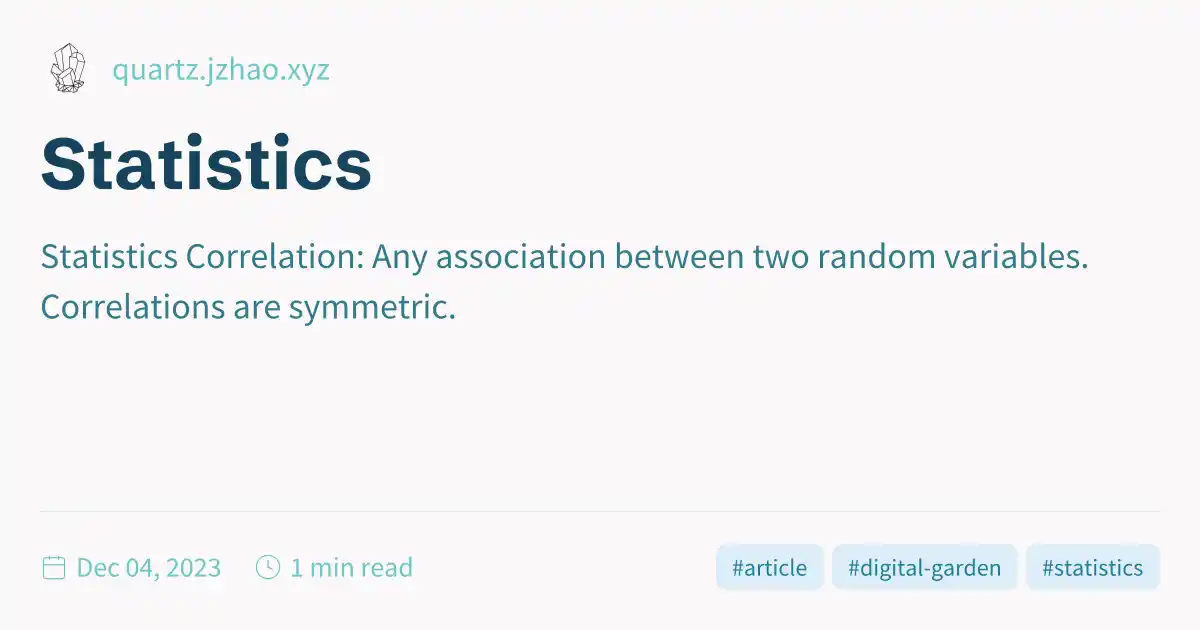 quartz.jzhao.xyz
Statistics
Statistics Correlation: Any association between two random variables.
Correlations are symmetric.
Dec 04, 2023 1 min read #article #digital-garden #statistics